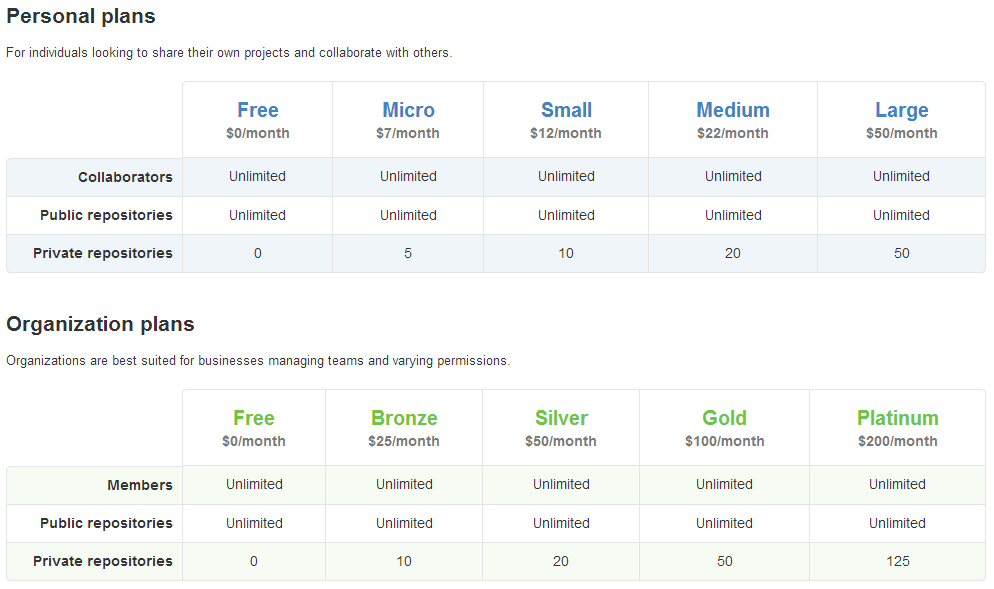 Personal plans
For individuals looking to share their own projects and collaborate with others.
Free Micro Small Medium Large
$0/month $7/month $12/month $22/month $50/month
Collaborators Unlimited Unlimited Unlimited Unlimited Unlimited
Public repositories Unlimited Unlimited Unlimited Unlimited Unlimited
Private repositories 0 5 10 20 50
Organization plans
Organizations are best suited for businesses managing teams and varying permissions.
Free Bronze Silver Gold Platinum
$0/month $25/month $50/month $100/month $200/month
Members Unlimited Unlimited Unlimited Unlimited Unlimited
Public repositories Unlimited Unlimited Unlimited Unlimited Unlimited
Private repositories 0 10 20 50 125